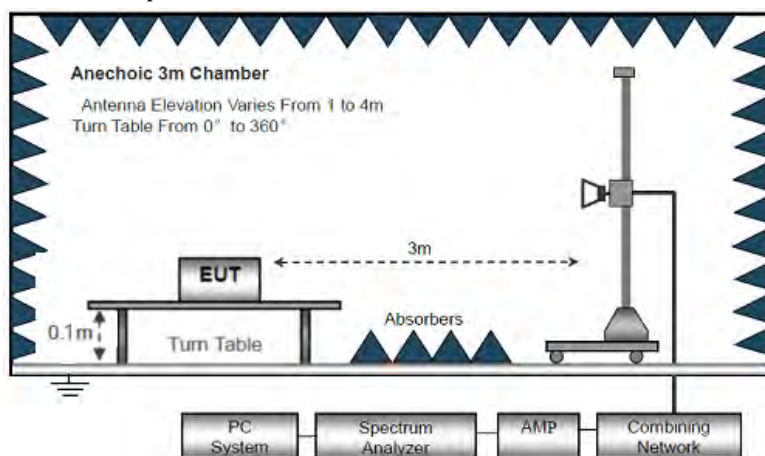 Anechoic 3m Chamber
Antenna Elevation Varies From 1 to 4m
Turn Table From 0° to 360°
3m
EUT
0.1m
Turn Table
Absorbers
PC
System
Spectrum
Analyzer
AMP
Combining
Network